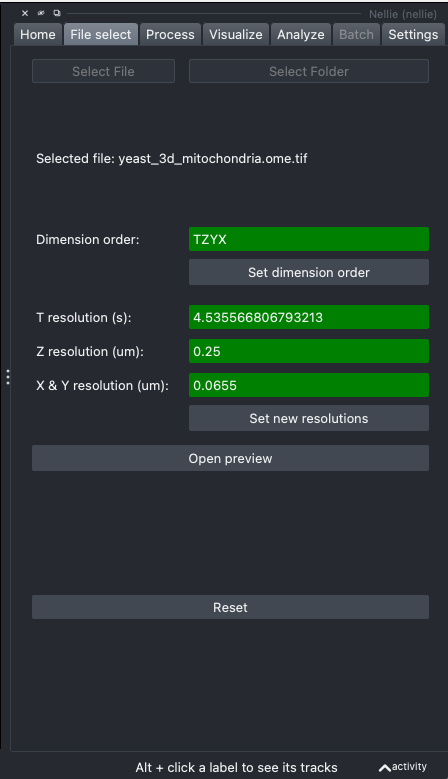 Nellie (nellie)
Home File select Process Visualize Analyze Batch Settings
Select File Select Folder
Selected file: yeast_3d_mitochondria.ome.tif
Dimension order: TZYX
Set dimension order
T resolution (s): 4.535566806793213
Z resolution (um): 0.25
X & Y resolution (um): 0.0655
Set new resolutions
Open preview
Reset
Alt + click a label to see its tracks activity